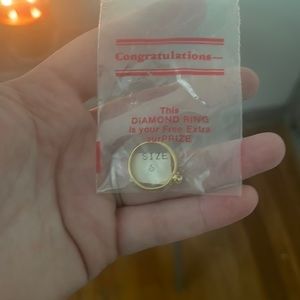 Congratulations—
This
DIAMOND RING
is your Free Extra
surPRIZE
SIZE
6